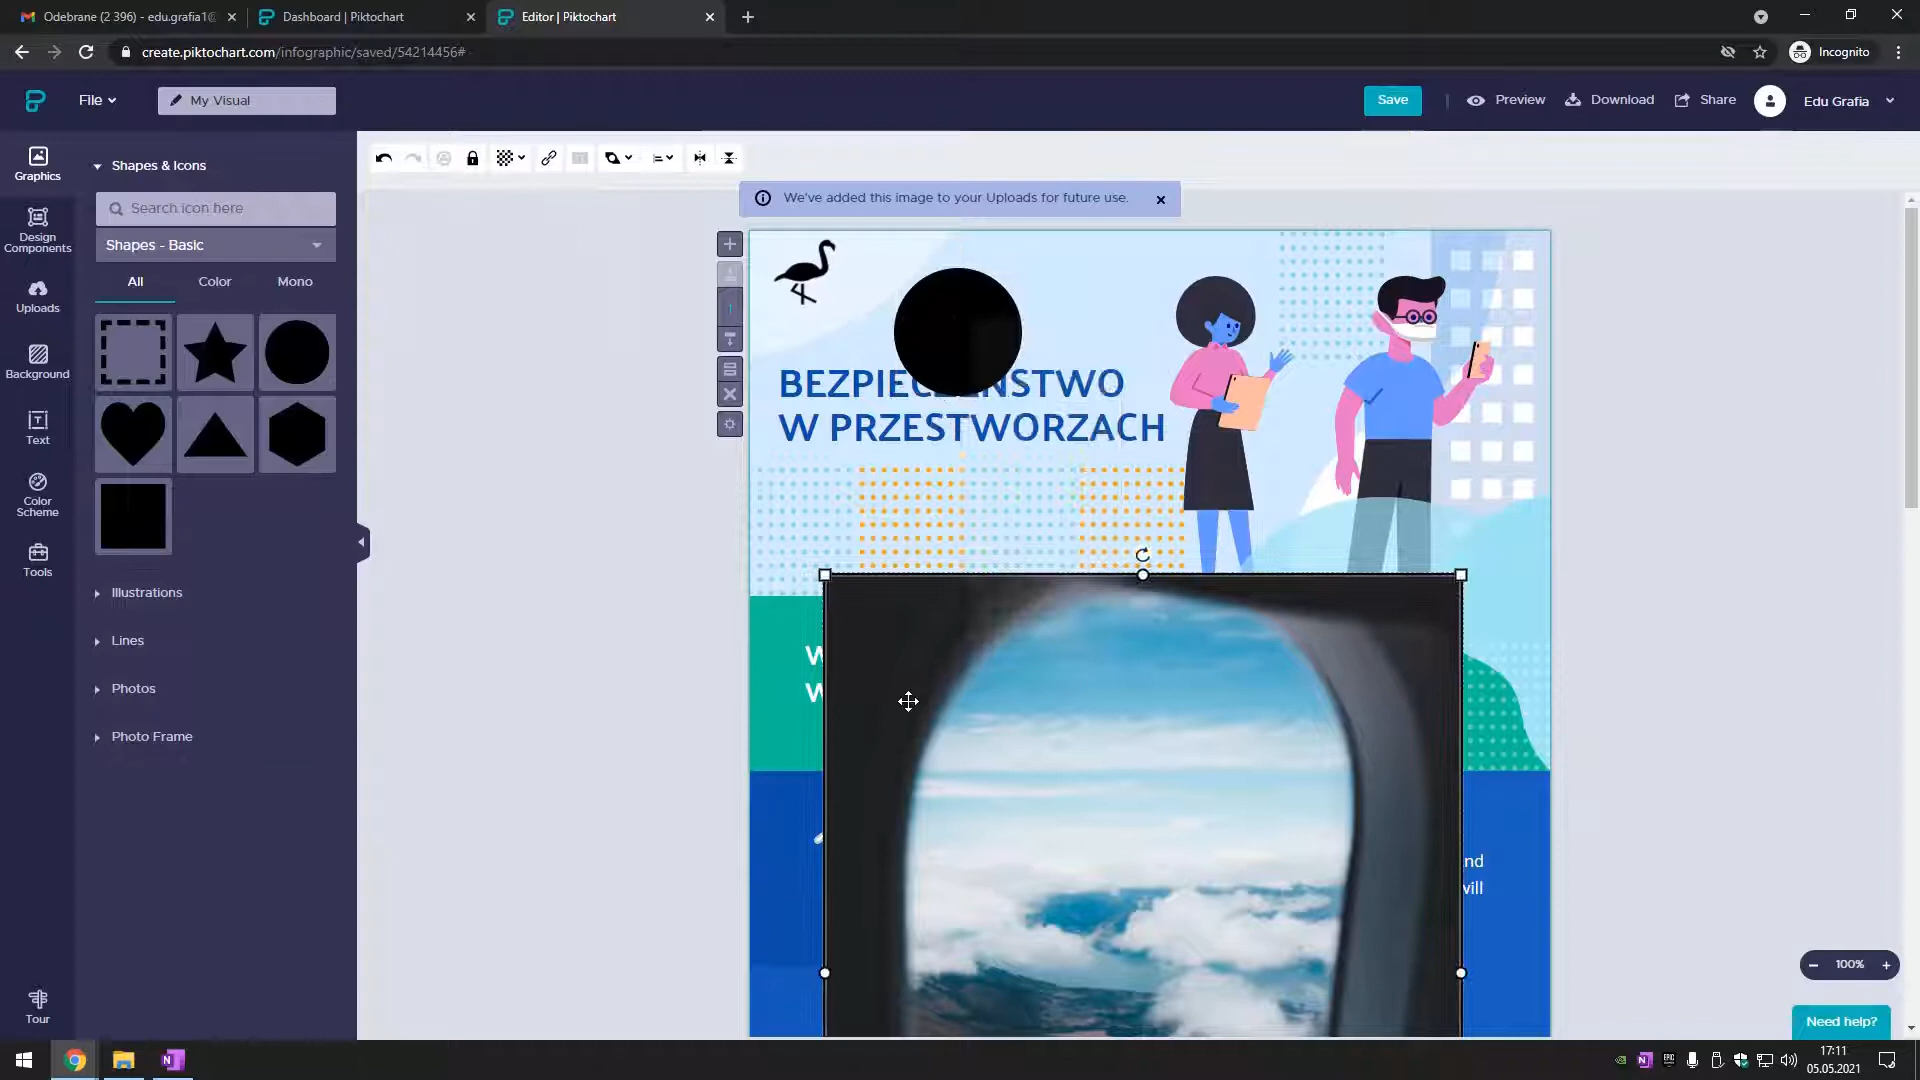 Odebrane (2 396) - edu.grafia1@
Dashboard | Piktochart
Editor | Piktochart
create.piktochart.com/infographic/saved/54214456#
Incognito
File
My Visual
Save
Preview
Download
Share
Edu Grafia
Graphics
Design
Components
Uploads
Background
Text
Color
Scheme
Tools
Tour
Shapes & Icons
Search icon here
Shapes - Basic
All
Color
Mono
Illustrations
Lines
Photos
Photo Frame
We've added this image to your Uploads for future use.
1
W PRZESTWORZACH
W
W
nd
will
100%
Need help?
17:11
05.05.2021